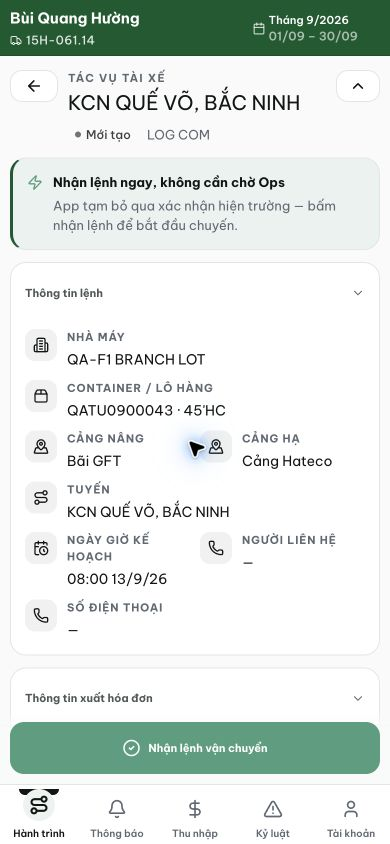 Bùi Quang Hường
15H-061.14
Tháng 9/2026
01/09 – 30/09
TÁC VỤ TÀI XẾ
KCN QUẾ VÕ, BẮC NINH
Mới tạo LOG COM
Nhận lệnh ngay, không cần chờ Ops
App tạm bỏ qua xác nhận hiện trường — bấm
nhận lệnh để bắt đầu chuyến.
Thông tin lệnh
NHÀ MÁY
QA-F1 BRANCH LOT
CONTAINER / LÔ HÀNG
QATU0900043 · 45'HC
CẢNG NÂNG
Bãi GFT
CẢNG HẠ
Cảng Hateco
TUYẾN
KCN QUẾ VÕ, BẮC NINH
NGÀY GIỜ KẾ
HOẠCH
08:00 13/9/26
NGƯỜI LIÊN HỆ
—
SỐ ĐIỆN THOẠI
—
Thông tin xuất hóa đơn
Nhận lệnh vận chuyển
Hành trình
Thông báo
Thu nhập
Kỷ luật
Tài khoản